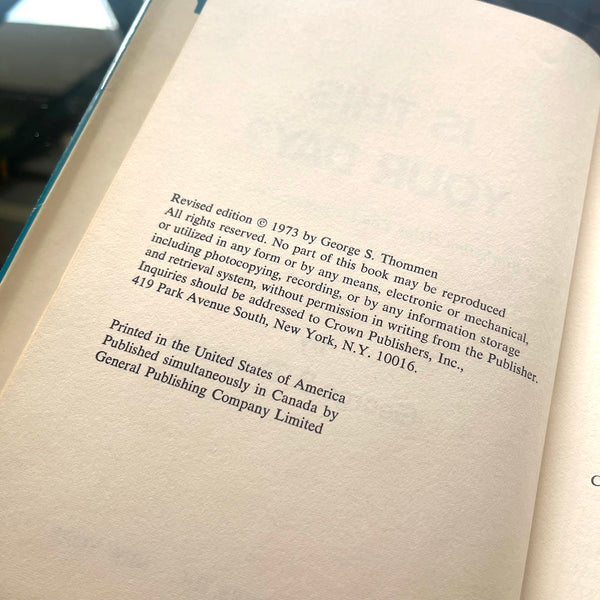 Revised edition © 1973 by George S. Thommen
All rights reserved. No part of this book may be reproduced
or utilized in any form or by any means, electronic or mechanical,
including photocopying, recording, or by any information storage
and retrieval system, without permission in writing from the Publisher.
Inquiries should be addressed to Crown Publishers, Inc.,
419 Park Avenue South, New York, N.Y. 10016.
Printed in the United States of America
Published simultaneously in Canada by
General Publishing Company Limited